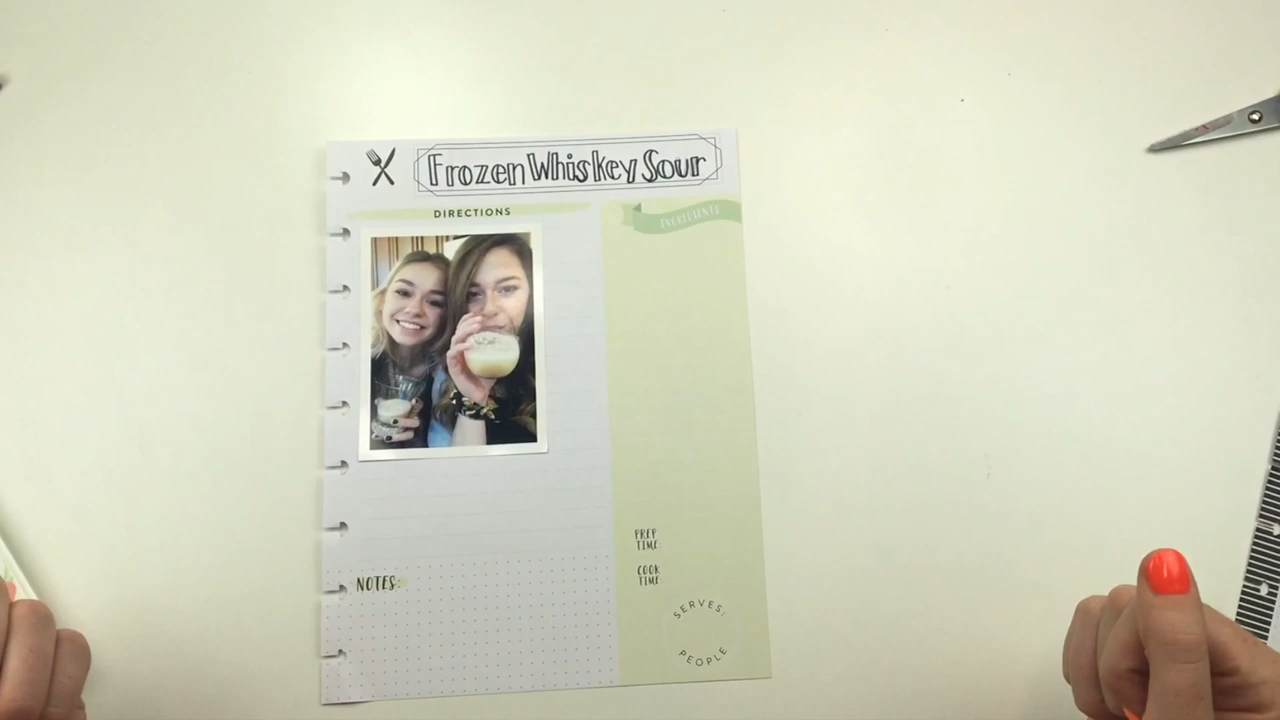 Frozen Whiskey Sour
DIRECTIONS
INGREDIENTS
PREP
TIME:
COOK
TIME:
NOTES:
SERVES:
PEOPLE